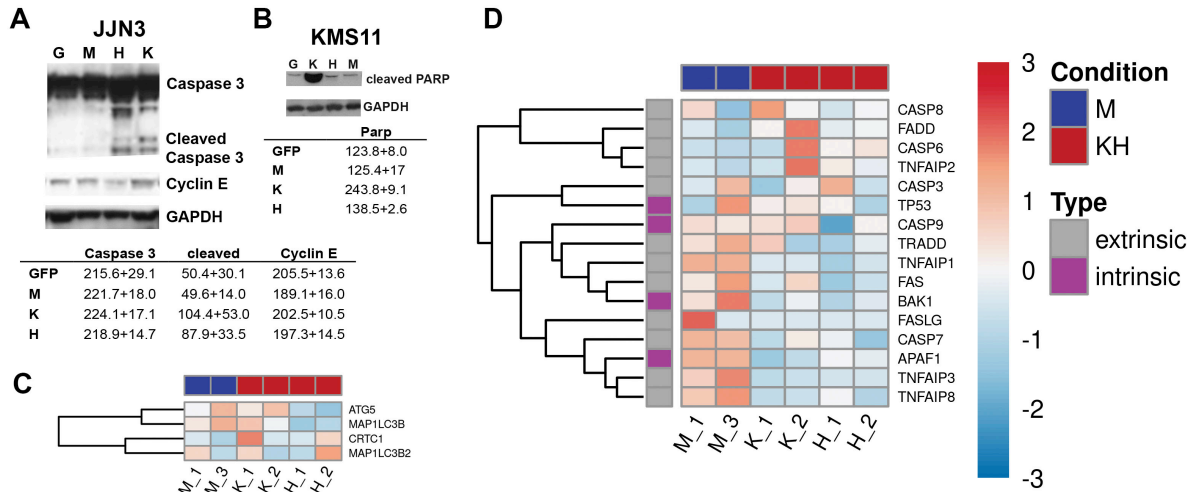 A
JJN3
G M H K
Caspase 3
Cleaved
Caspase 3
Cyclin E
GAPDH
Caspase 3 cleaved Cyclin E
GFP 215.6+29.1 50.4+30.1 205.5+13.6
M 221.7+18.0 49.6+14.0 189.1+16.0
K 224.1+17.1 104.4+53.0 202.5+10.5
H 218.9+14.7 87.9+33.5 197.3+14.5
B
KMS11
G K H M
cleaved PARP
GAPDH
Parp
GFP 123.8+8.0
M 125.4+17
K 243.8+9.1
H 138.5+2.6
C
ATG5
MAP1LC3B
CRTC1
MAP1LC3B2
M_1 M_3 K_1 K_2 H_1 H_2
D
CASP8
FADD
CASP6
TNFAIP2
CASP3
TP53
CASP9
TRADD
TNFAIP1
FAS
BAK1
FASLG
CASP7
APAF1
TNFAIP3
TNFAIP8
M_1 M_3 K_1 K_2 H_1 H_2
3
2
1
0
-1
-2
-3
Condition
M
KH
Type
extrinsic
intrinsic